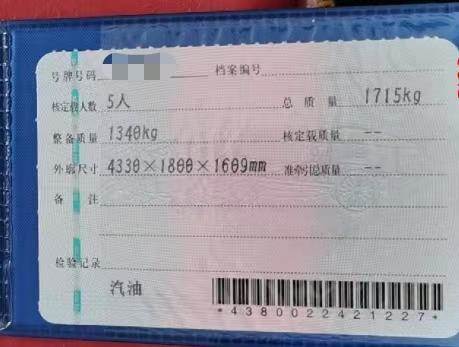 号牌号码 档案编号
核定载人数 5人 总质量 1715kg
整备质量 1340kg 核定载质量 --
外廓尺寸 4330×1800×1609mm 准牵引总质量 --
备注
检验记录
汽油
*4380022421227*